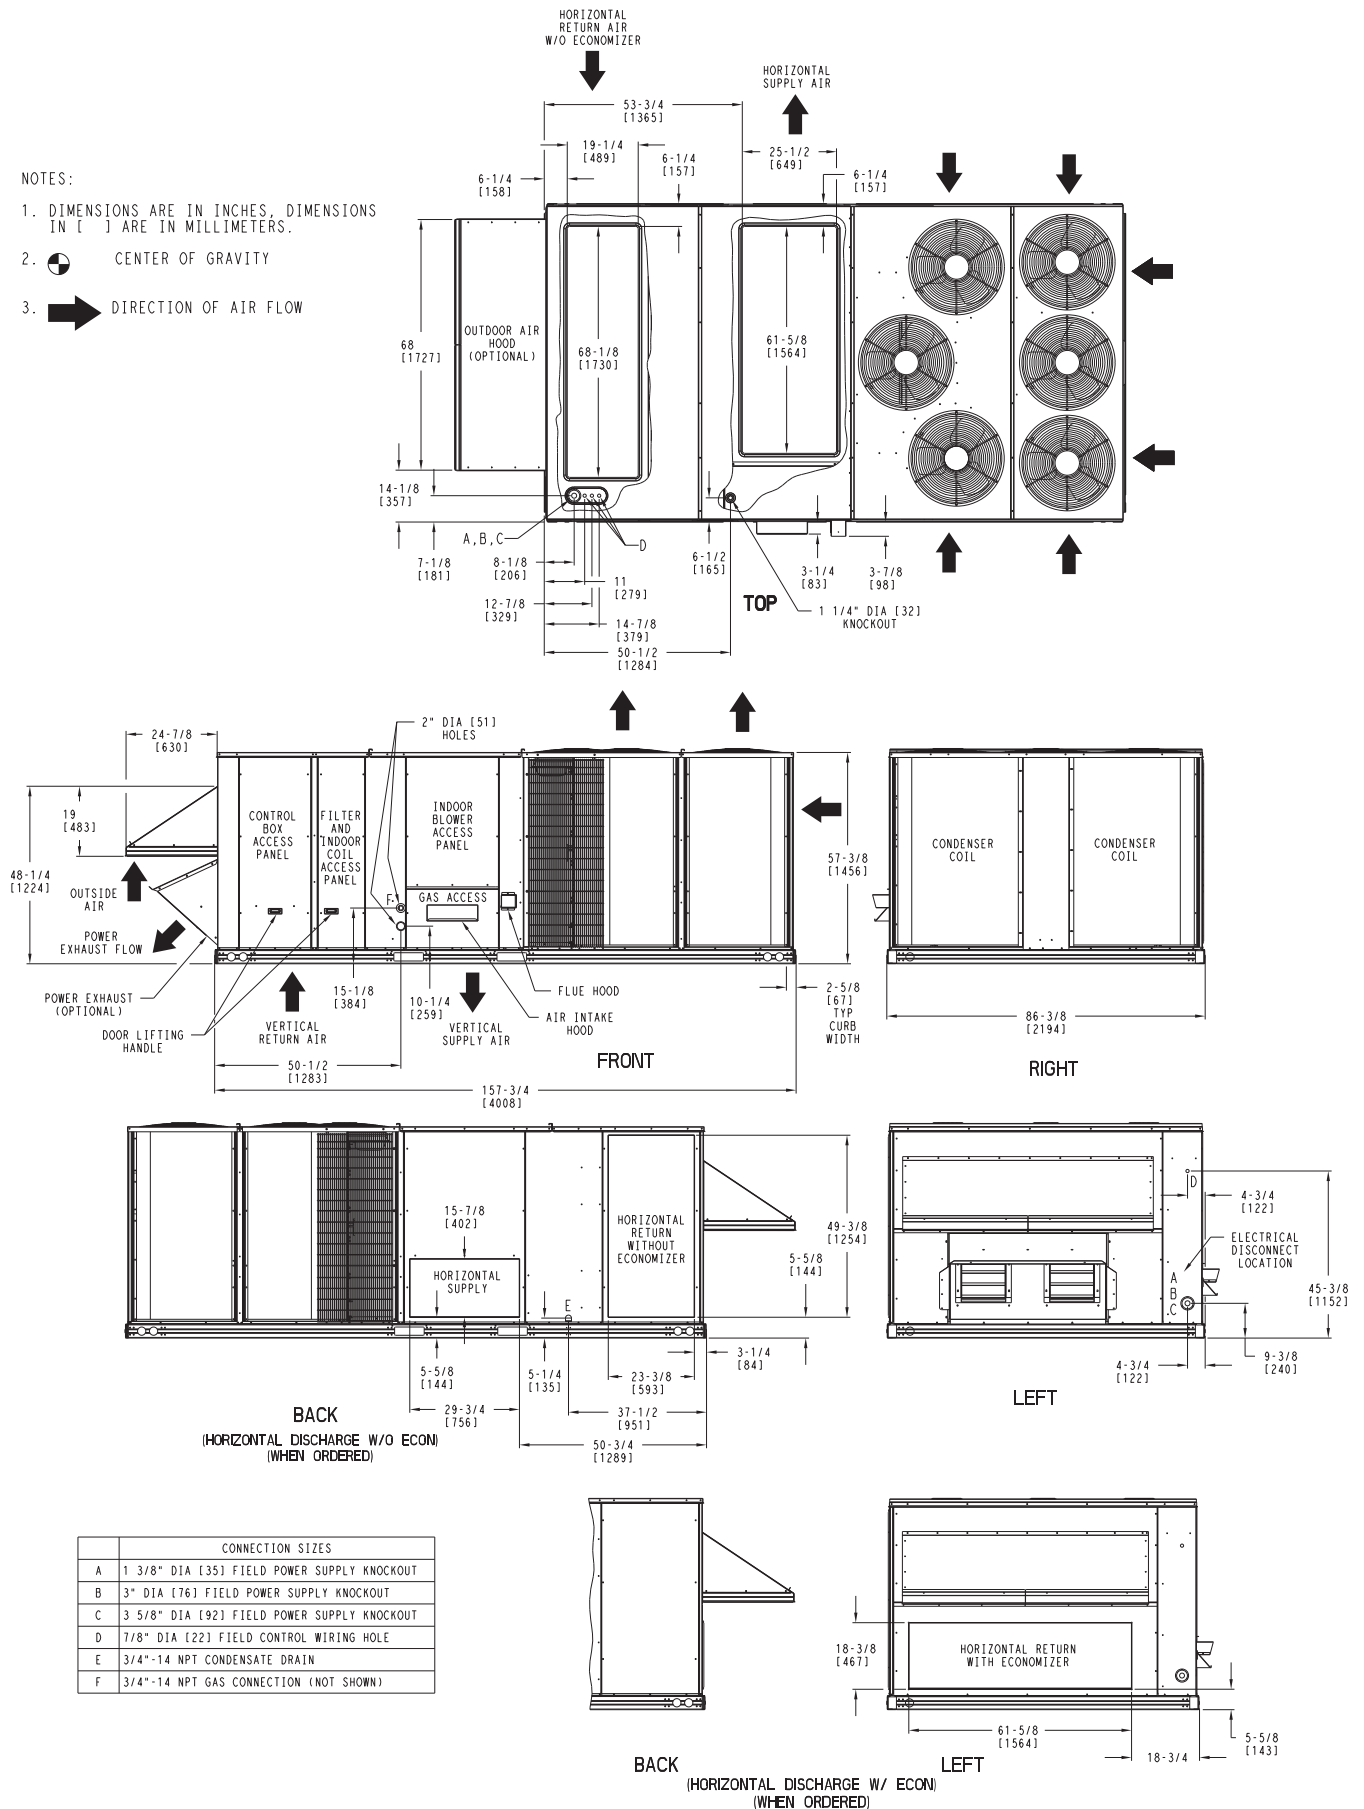 HORIZONTAL
RETURN AIR
W/O ECONOMIZER
HORIZONTAL
SUPPLY AIR
53-3/4
[1365]
19-1/4
[489]
6-1/4
[157]
25-1/2
[649]
6-1/4
[157]
6-1/4
[158]
NOTES:
1. DIMENSIONS ARE IN INCHES, DIMENSIONS
IN [ ] ARE IN MILLIMETERS.
2. CENTER OF GRAVITY
3. DIRECTION OF AIR FLOW
OUTDOOR AIR
HOOD
(OPTIONAL)
68
[1727]
68-1/8
[1730]
61-5/8
[1564]
14-1/8
[357]
A,B,C
D
7-1/8
[181]
8-1/8
[206]
11
[279]
12-7/8
[329]
14-7/8
[379]
50-1/2
[1284]
6-1/2
[165]
3-1/4
[83]
3-7/8
[98]
TOP
1 1/4" DIA [32]
KNOCKOUT
24-7/8
[630]
2" DIA [51]
HOLES
19
[483]
48-1/4
[1224]
CONTROL
BOX
ACCESS
PANEL
FILTER
AND
INDOOR
COIL
ACCESS
PANEL
INDOOR
BLOWER
ACCESS
PANEL
GAS ACCESS
F
57-3/8
[1456]
CONDENSER
COIL
CONDENSER
COIL
OUTSIDE
AIR
POWER
EXHAUST FLOW
POWER EXHAUST
(OPTIONAL)
DOOR LIFTING
HANDLE
VERTICAL
RETURN AIR
15-1/8
[384]
10-1/4
[259]
VERTICAL
SUPPLY AIR
FLUE HOOD
AIR INTAKE
HOOD
2-5/8
[67]
TYP
CURB
WIDTH
86-3/8
[2194]
50-1/2
[1283]
FRONT
RIGHT
157-3/4
[4008]
15-7/8
[402]
HORIZONTAL
SUPPLY
HORIZONTAL
RETURN
WITHOUT
ECONOMIZER
E
49-3/8
[1254]
5-5/8
[144]
5-5/8
[144]
5-1/4
[135]
3-1/4
[84]
23-3/8
[593]
29-3/4
[756]
37-1/2
[951]
50-3/4
[1289]
BACK
(HORIZONTAL DISCHARGE W/O ECON)
(WHEN ORDERED)
D
4-3/4
[122]
ELECTRICAL
DISCONNECT
LOCATION
A
B
C
45-3/8
[1152]
4-3/4
[122]
9-3/8
[240]
LEFT
CONNECTION SIZES
A 1 3/8" DIA [35] FIELD POWER SUPPLY KNOCKOUT
B 3" DIA [76] FIELD POWER SUPPLY KNOCKOUT
C 3 5/8" DIA [92] FIELD POWER SUPPLY KNOCKOUT
D 7/8" DIA [22] FIELD CONTROL WIRING HOLE
E 3/4"-14 NPT CONDENSATE DRAIN
F 3/4"-14 NPT GAS CONNECTION (NOT SHOWN)
18-3/8
[467]
HORIZONTAL RETURN
WITH ECONOMIZER
61-5/8
[1564]
18-3/4
5-5/8
[143]
BACK
LEFT
(HORIZONTAL DISCHARGE W/ ECON)
(WHEN ORDERED)